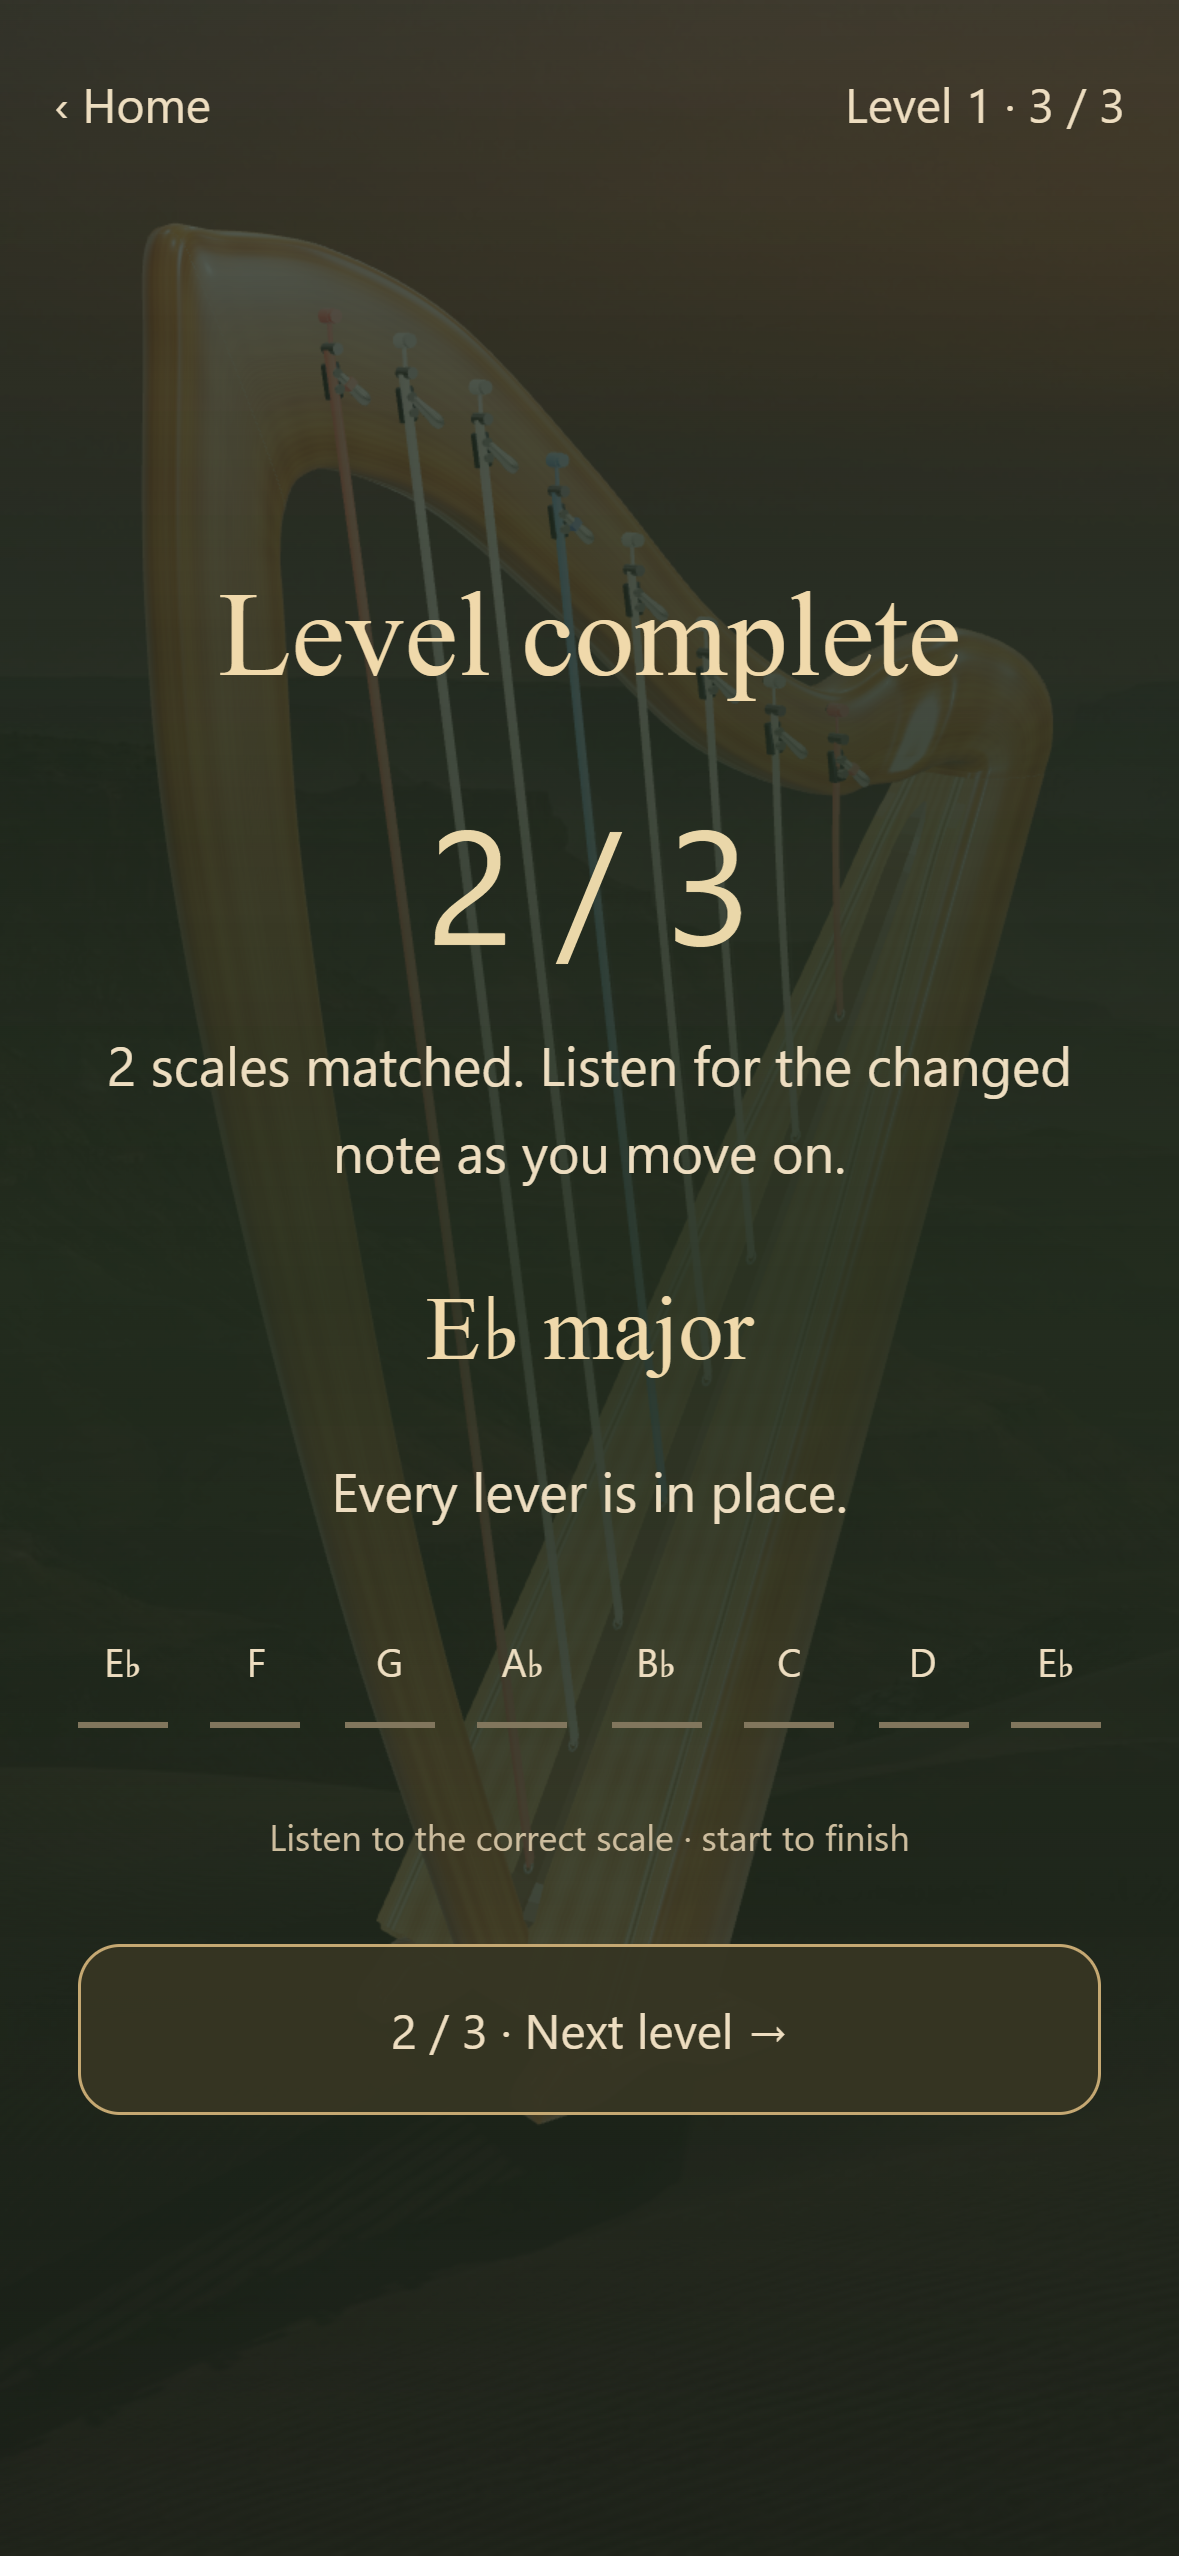 ‹ Home
Level 1 · 3 / 3
Level complete
2 / 3
2 scales matched. Listen for the changed
note as you move on.
E♭ major
Every lever is in place.
E♭ F G A♭ B♭ C D E♭
Listen to the correct scale · start to finish
2 / 3 · Next level →